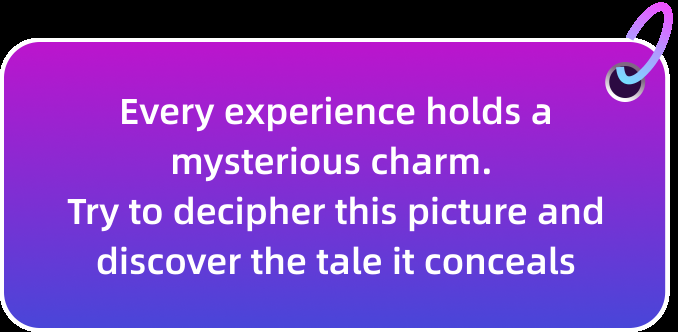 Every experience holds a
mysterious charm.
Try to decipher this picture and
discover the tale it conceals